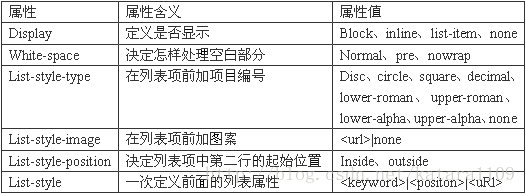 属性 属性含义 属性值
Display 定义是否显示 Block、inline、list-item、none
White-space 决定怎样处理空白部分 Normal、pre、nowrap
List-style-type 在列表项前加项目编号 Disc、circle、square、decimal、
lower-roman、upper-roman、
lower-alpha、upper-alpha、none
List-style-image 在列表项前加图案 <url>|none
List-style-position 决定列表项中第二行的起始位置 Inside、outside
List-style 一次定义前面的列表属性 <keyword>|<positon>|<uRl>